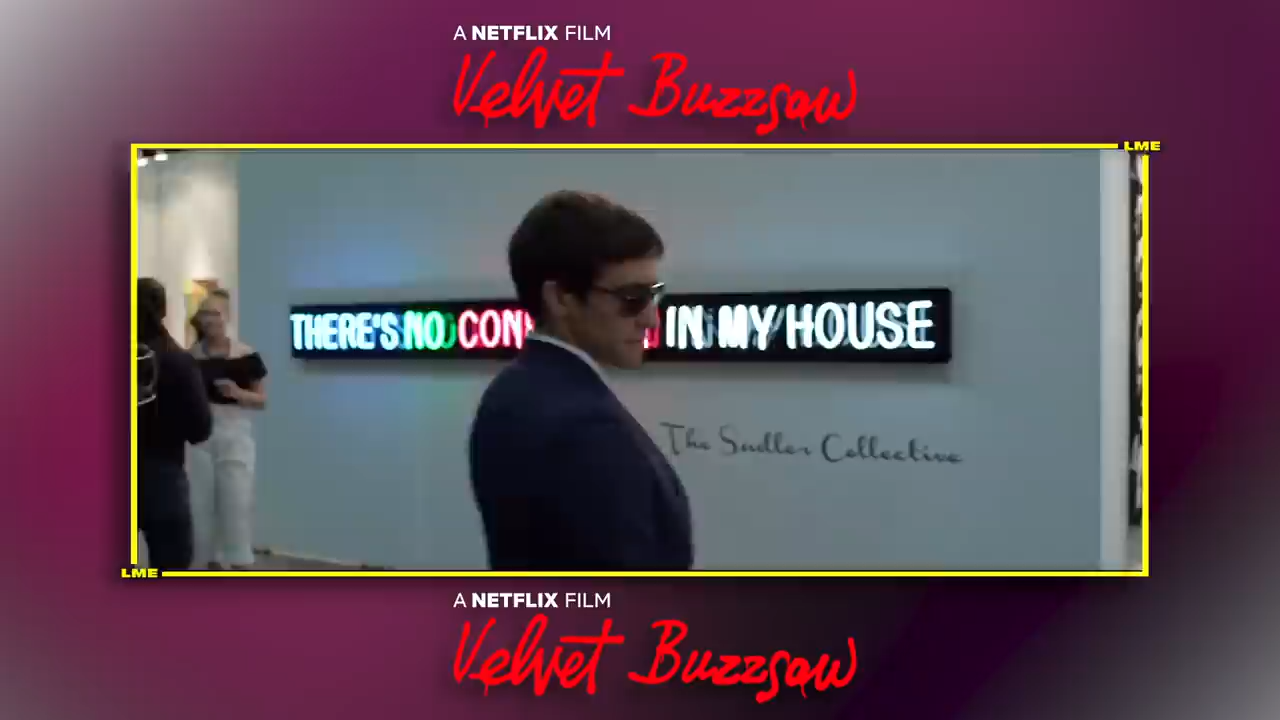 A NETFLIX FILM
Velvet Buzzsaw
LME
THERE'S NO CON IN MY HOUSE
The Sadler Collective
LME
A NETFLIX FILM
Velvet Buzzsaw